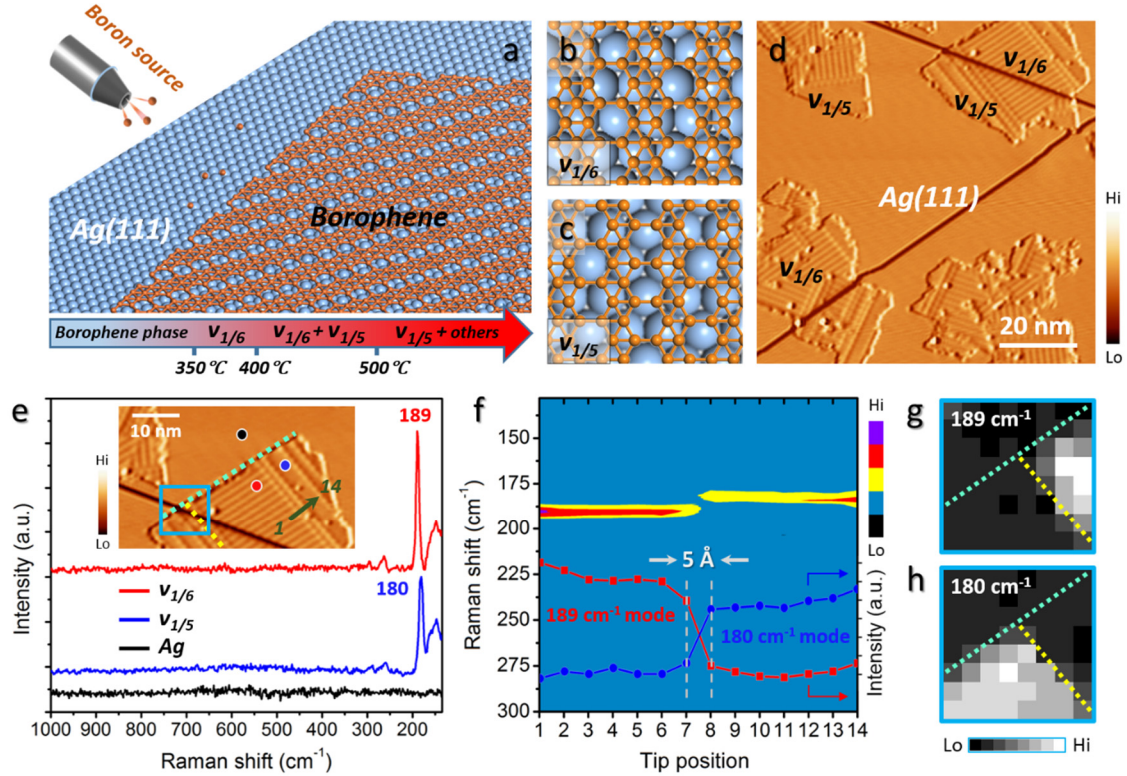 Boron source
a
Ag(111)
Borophene
Borophene phase
v1/6
v1/6 + v1/5
v1/5 + others
350 ℃
400 ℃
500 ℃
b
v1/6
c
v1/5
d
v1/6
v1/5
v1/5
Ag(111)
v1/6
20 nm
Hi
Lo
e
10 nm
Hi
Lo
14
1
189
180
v1/6
v1/5
Ag
Intensity (a.u.)
1000 900 800 700 600 500 400 300 200
Raman shift (cm-1)
f
150
175
200
225
250
275
300
Raman shift (cm-1)
5 Å
189 cm-1 mode
180 cm-1 mode
Hi
Lo
Intensity (a.u.)
1 2 3 4 5 6 7 8 9 10 11 12 13 14
Tip position
g
189 cm-1
h
180 cm-1
Lo
Hi